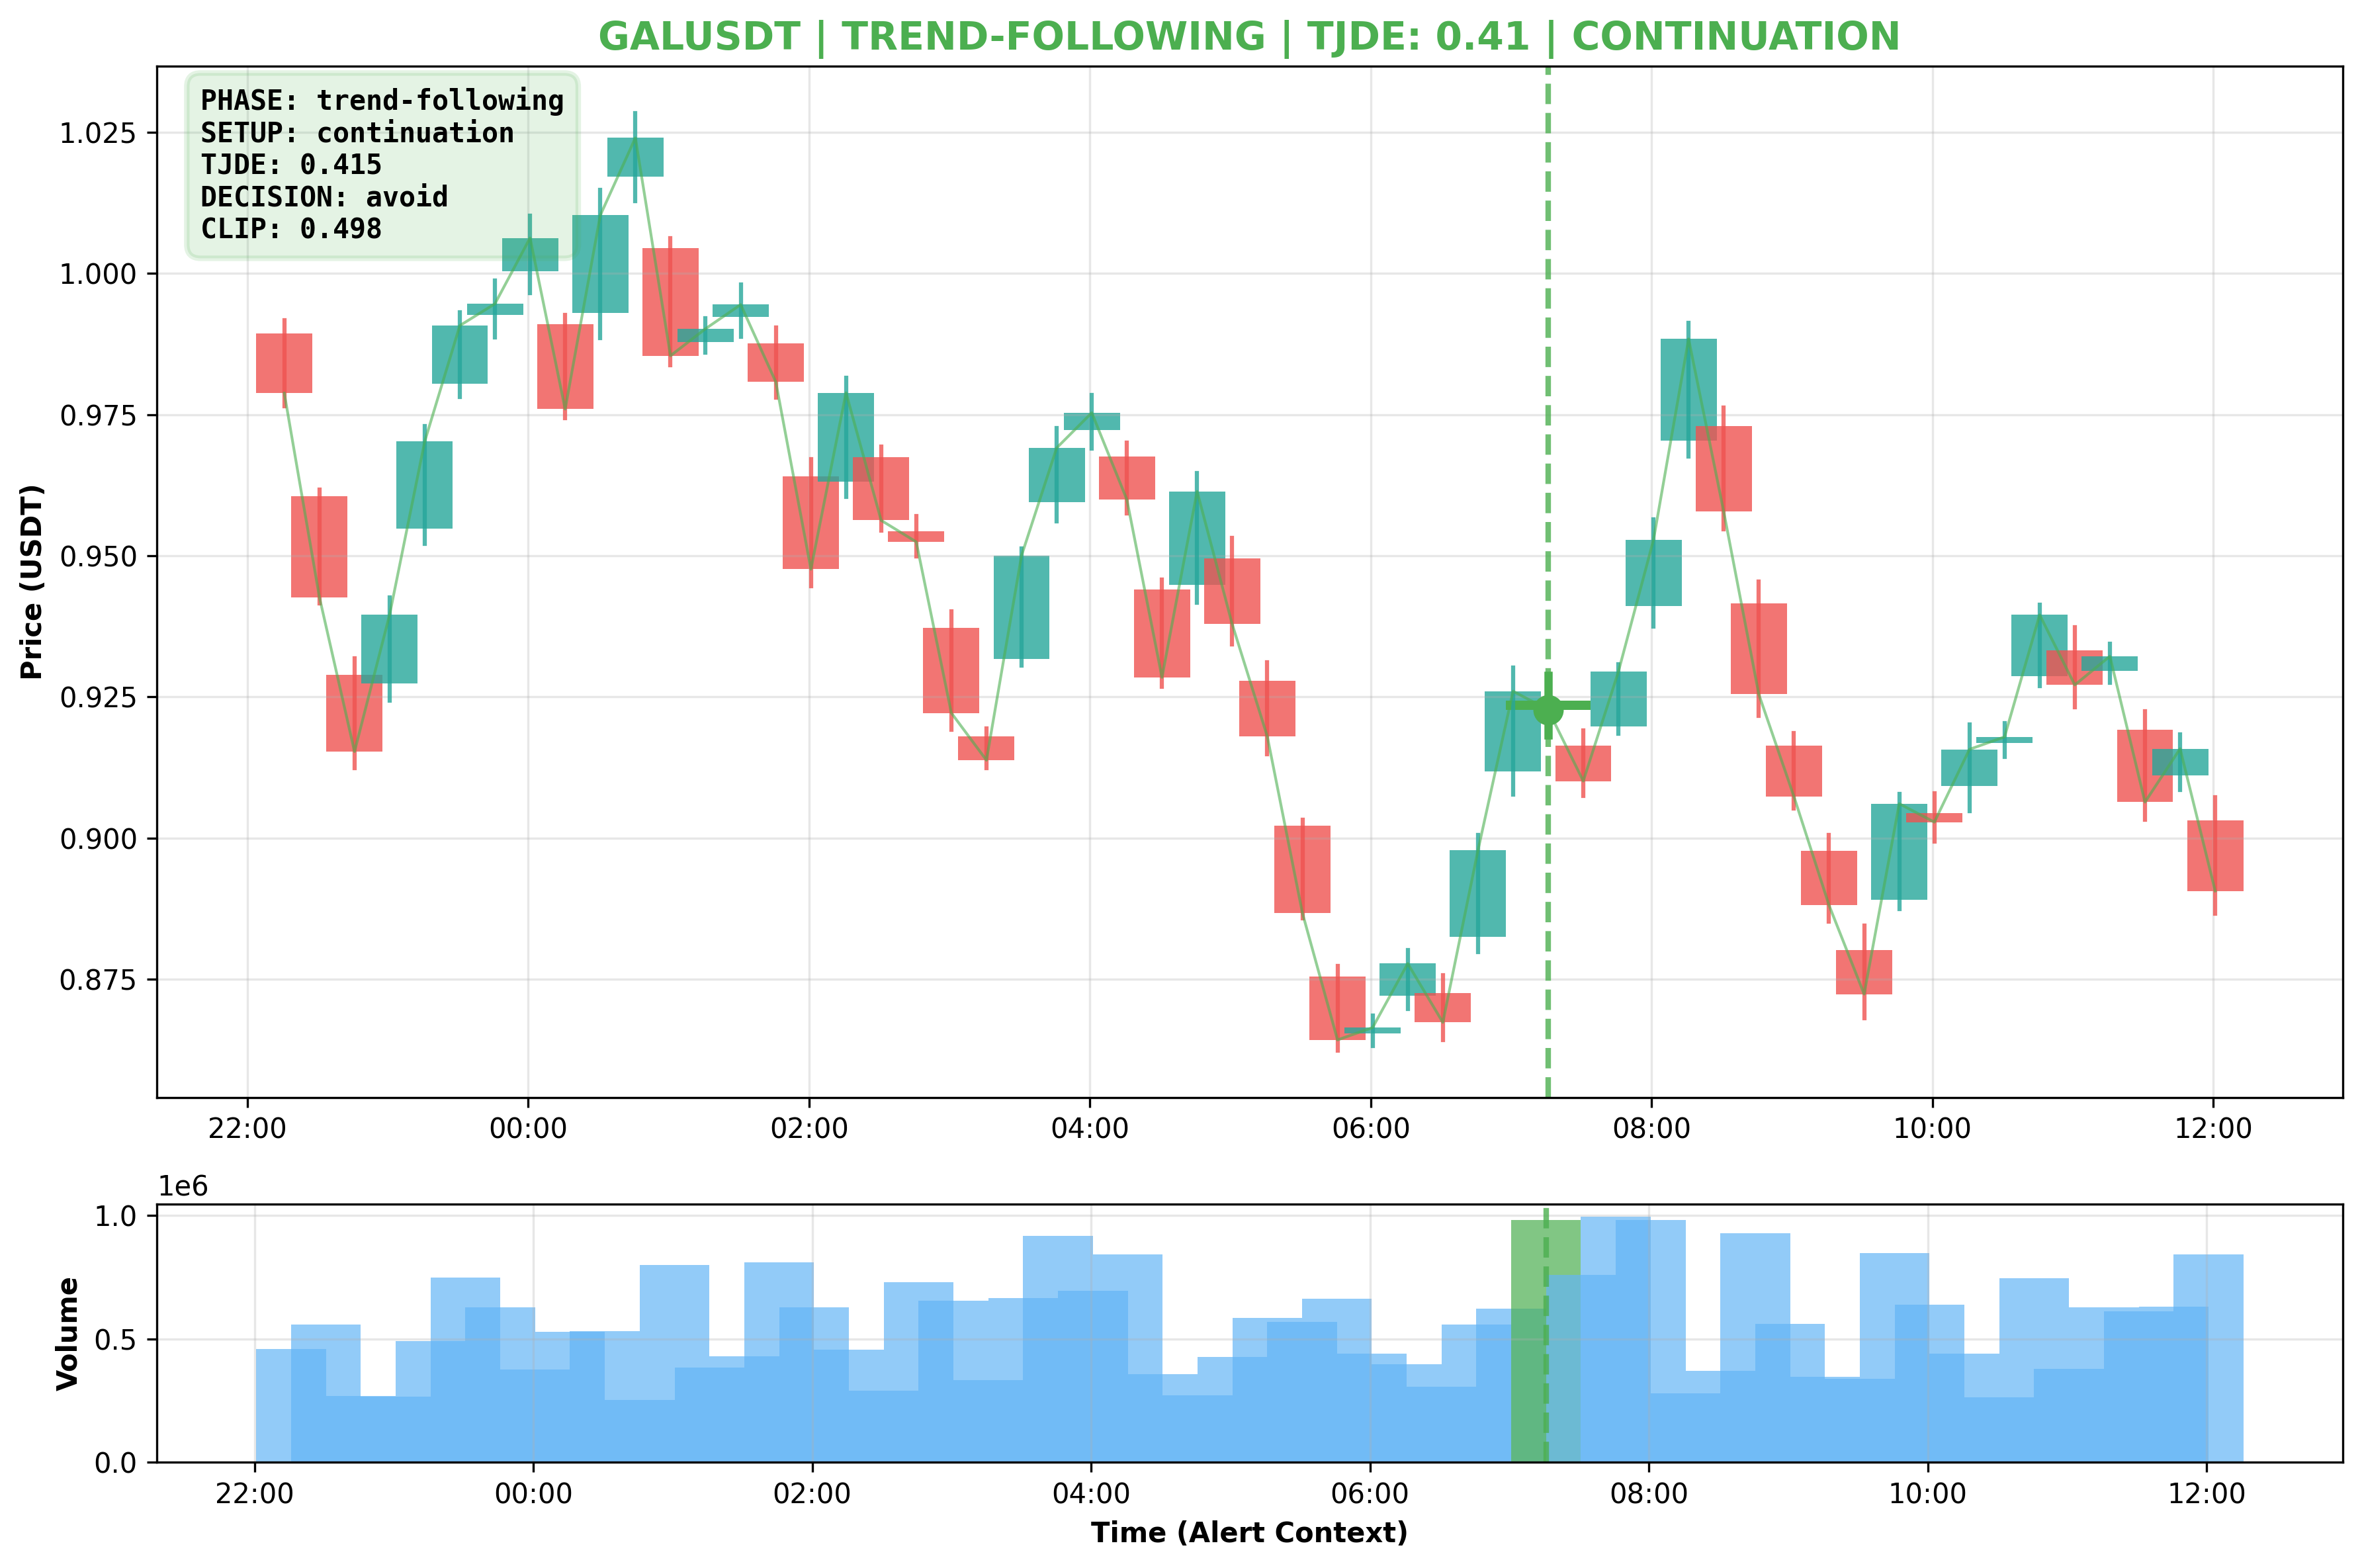 GALUSDT | TREND-FOLLOWING | TJDE: 0.41 | CONTINUATION
PHASE: trend-following
SETUP: continuation
TJDE: 0.415
DECISION: avoid
CLIP: 0.498
Price (USDT)
1.025
1.000
0.975
0.950
0.925
0.900
0.875
22:00 00:00 02:00 04:00 06:00 08:00 10:00 12:00
1e6
Volume
1.0
0.5
0.0
22:00 00:00 02:00 04:00 06:00 08:00 10:00 12:00
Time (Alert Context)